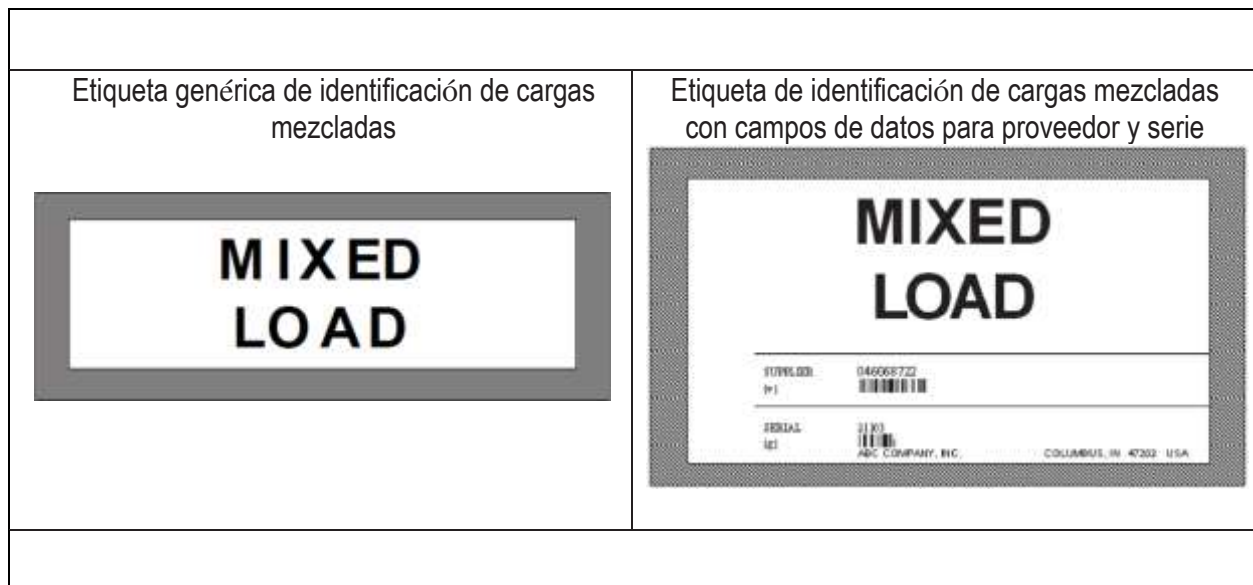 Etiqueta genérica de identificación de cargas
mezcladas
MIXED
LOAD
Etiqueta de identificación de cargas mezcladas
con campos de datos para proveedor y serie
MIXED
LOAD
SUPPLIER 046068722
(v)
SERIAL
ABC COMPANY, INC. COLUMBUS, IN 47202 USA